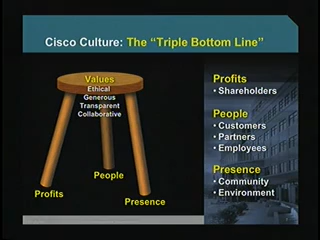 Cisco Culture: The “Triple Bottom Line”
Values
Ethical
Generous
Transparent
Collaborative
Profits
People
Presence
Profits
• Shareholders
People
• Customers
• Partners
• Employees
Presence
• Community
• Environment